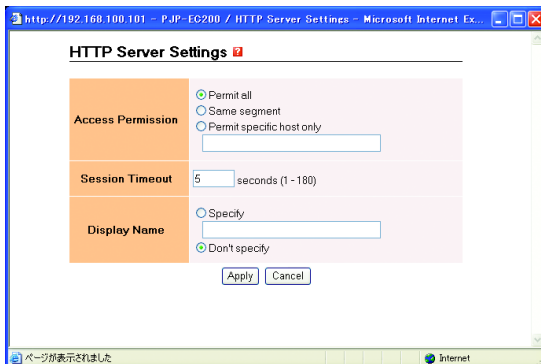 http://192.168.100.101 - PJP-EC200 / HTTP Server Settings - Microsoft Internet Ex...
HTTP Server Settings ?
Access Permission
Permit all
Same segment
Permit specific host only
Session Timeout
5 seconds (1 - 180)
Display Name
Specify
Don't specify
Apply Cancel
ページが表示されました Internet